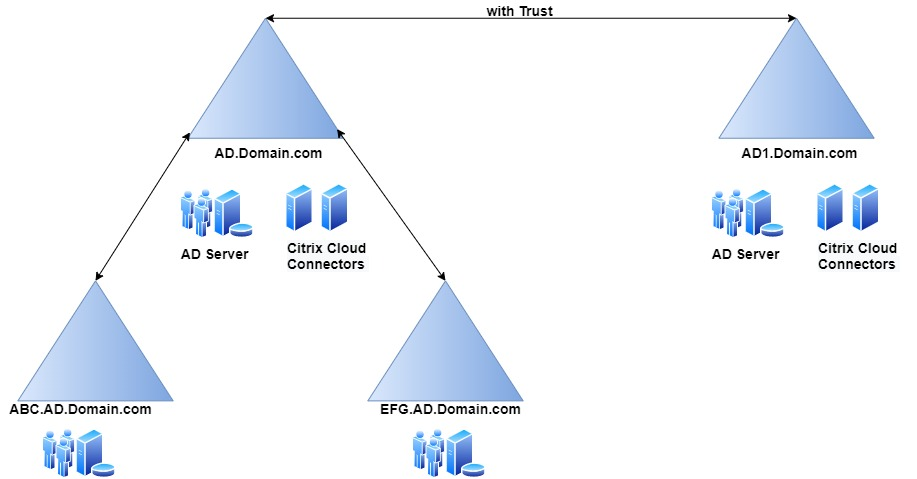 with Trust
AD.Domain.com
AD1.Domain.com
AD Server
Citrix Cloud
Connectors
AD Server
Citrix Cloud
Connectors
ABC.AD.Domain.com
EFG.AD.Domain.com